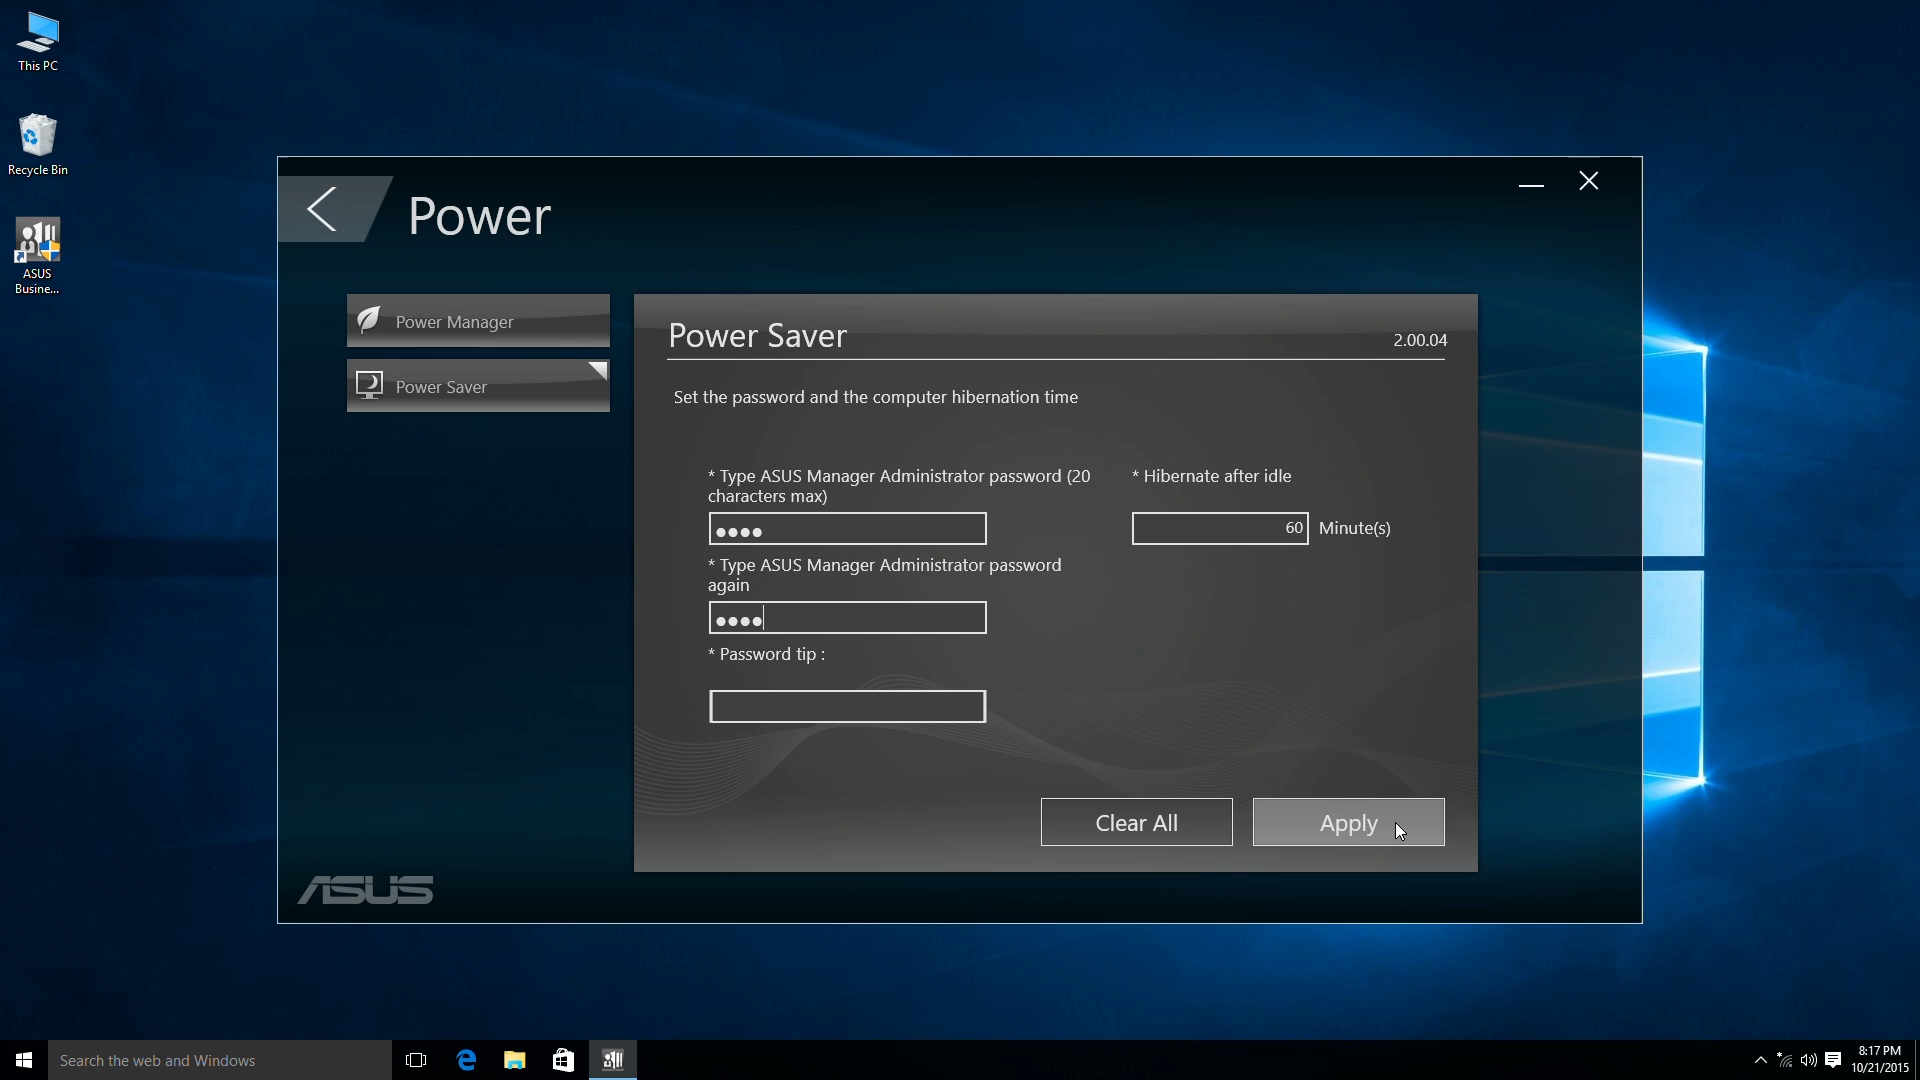 This PC
Recycle Bin
ASUS
Busine...
Power
Power Manager
Power Saver
Power Saver
2.00.04
Set the password and the computer hibernation time
* Type ASUS Manager Administrator password (20
characters max)
* Hibernate after idle
60 Minute(s)
* Type ASUS Manager Administrator password
again
* Password tip :
Clear All
Apply
ASUS
Search the web and Windows
8:17 PM
10/21/2015